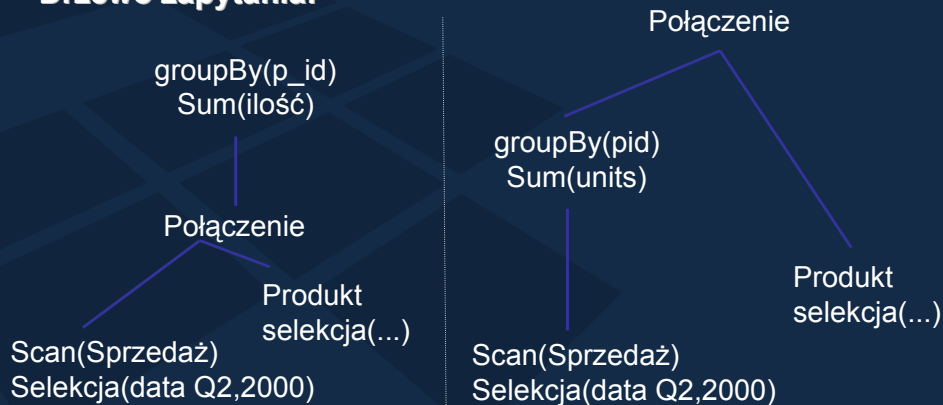 groupBy(p_id)
Sum(ilość)
Połączenie
Produkt
selekcja(...)
Scan(Sprzedaż)
Selekcja(data Q2,2000)
Połączenie
groupBy(pid)
Sum(units)
Produkt
selekcja(...)
Scan(Sprzedaż)
Selekcja(data Q2,2000)